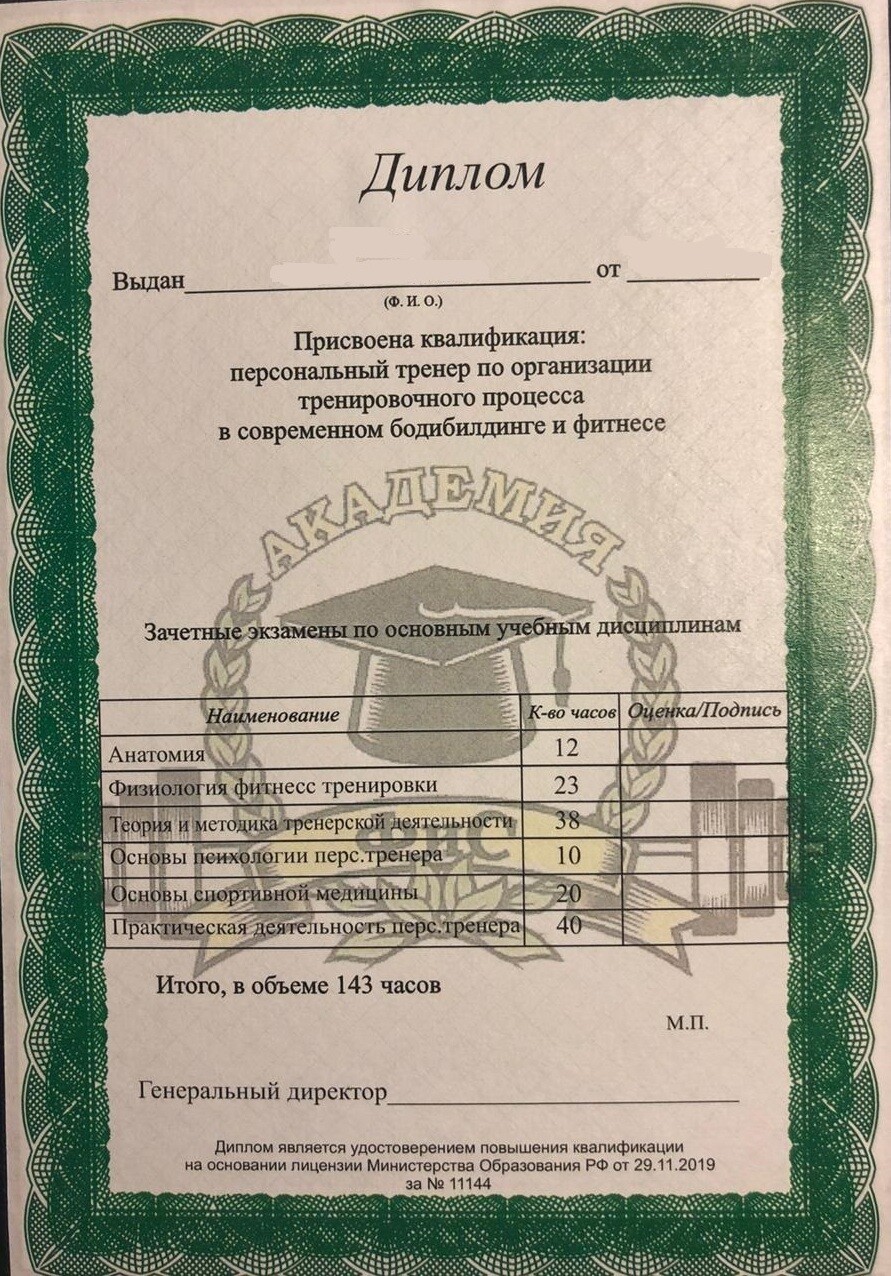 Диплом
Выдан от
(Ф. И. О.)
Присвоена квалификация:
персональный тренер по организации
тренировочного процесса
в современном бодибилдинге и фитнесе
АКАДЕМИЯ
Зачетные экзамены по основным учебным дисциплинам
Наименование К-во часов Оценка/Подпись
Анатомия 12
Физиология фитнесс тренировки 23
Теория и методика тренерской деятельности 38
Основы психологии перс.тренера 10
Основы спортивной медицины 20
Практическая деятельность перс.тренера 40
Итого, в объеме 143 часов
М.П.
Генеральный директор
Диплом является удостоверением повышения квалификации
на основании лицензии Министерства Образования РФ от 29.11.2019
за № 11144